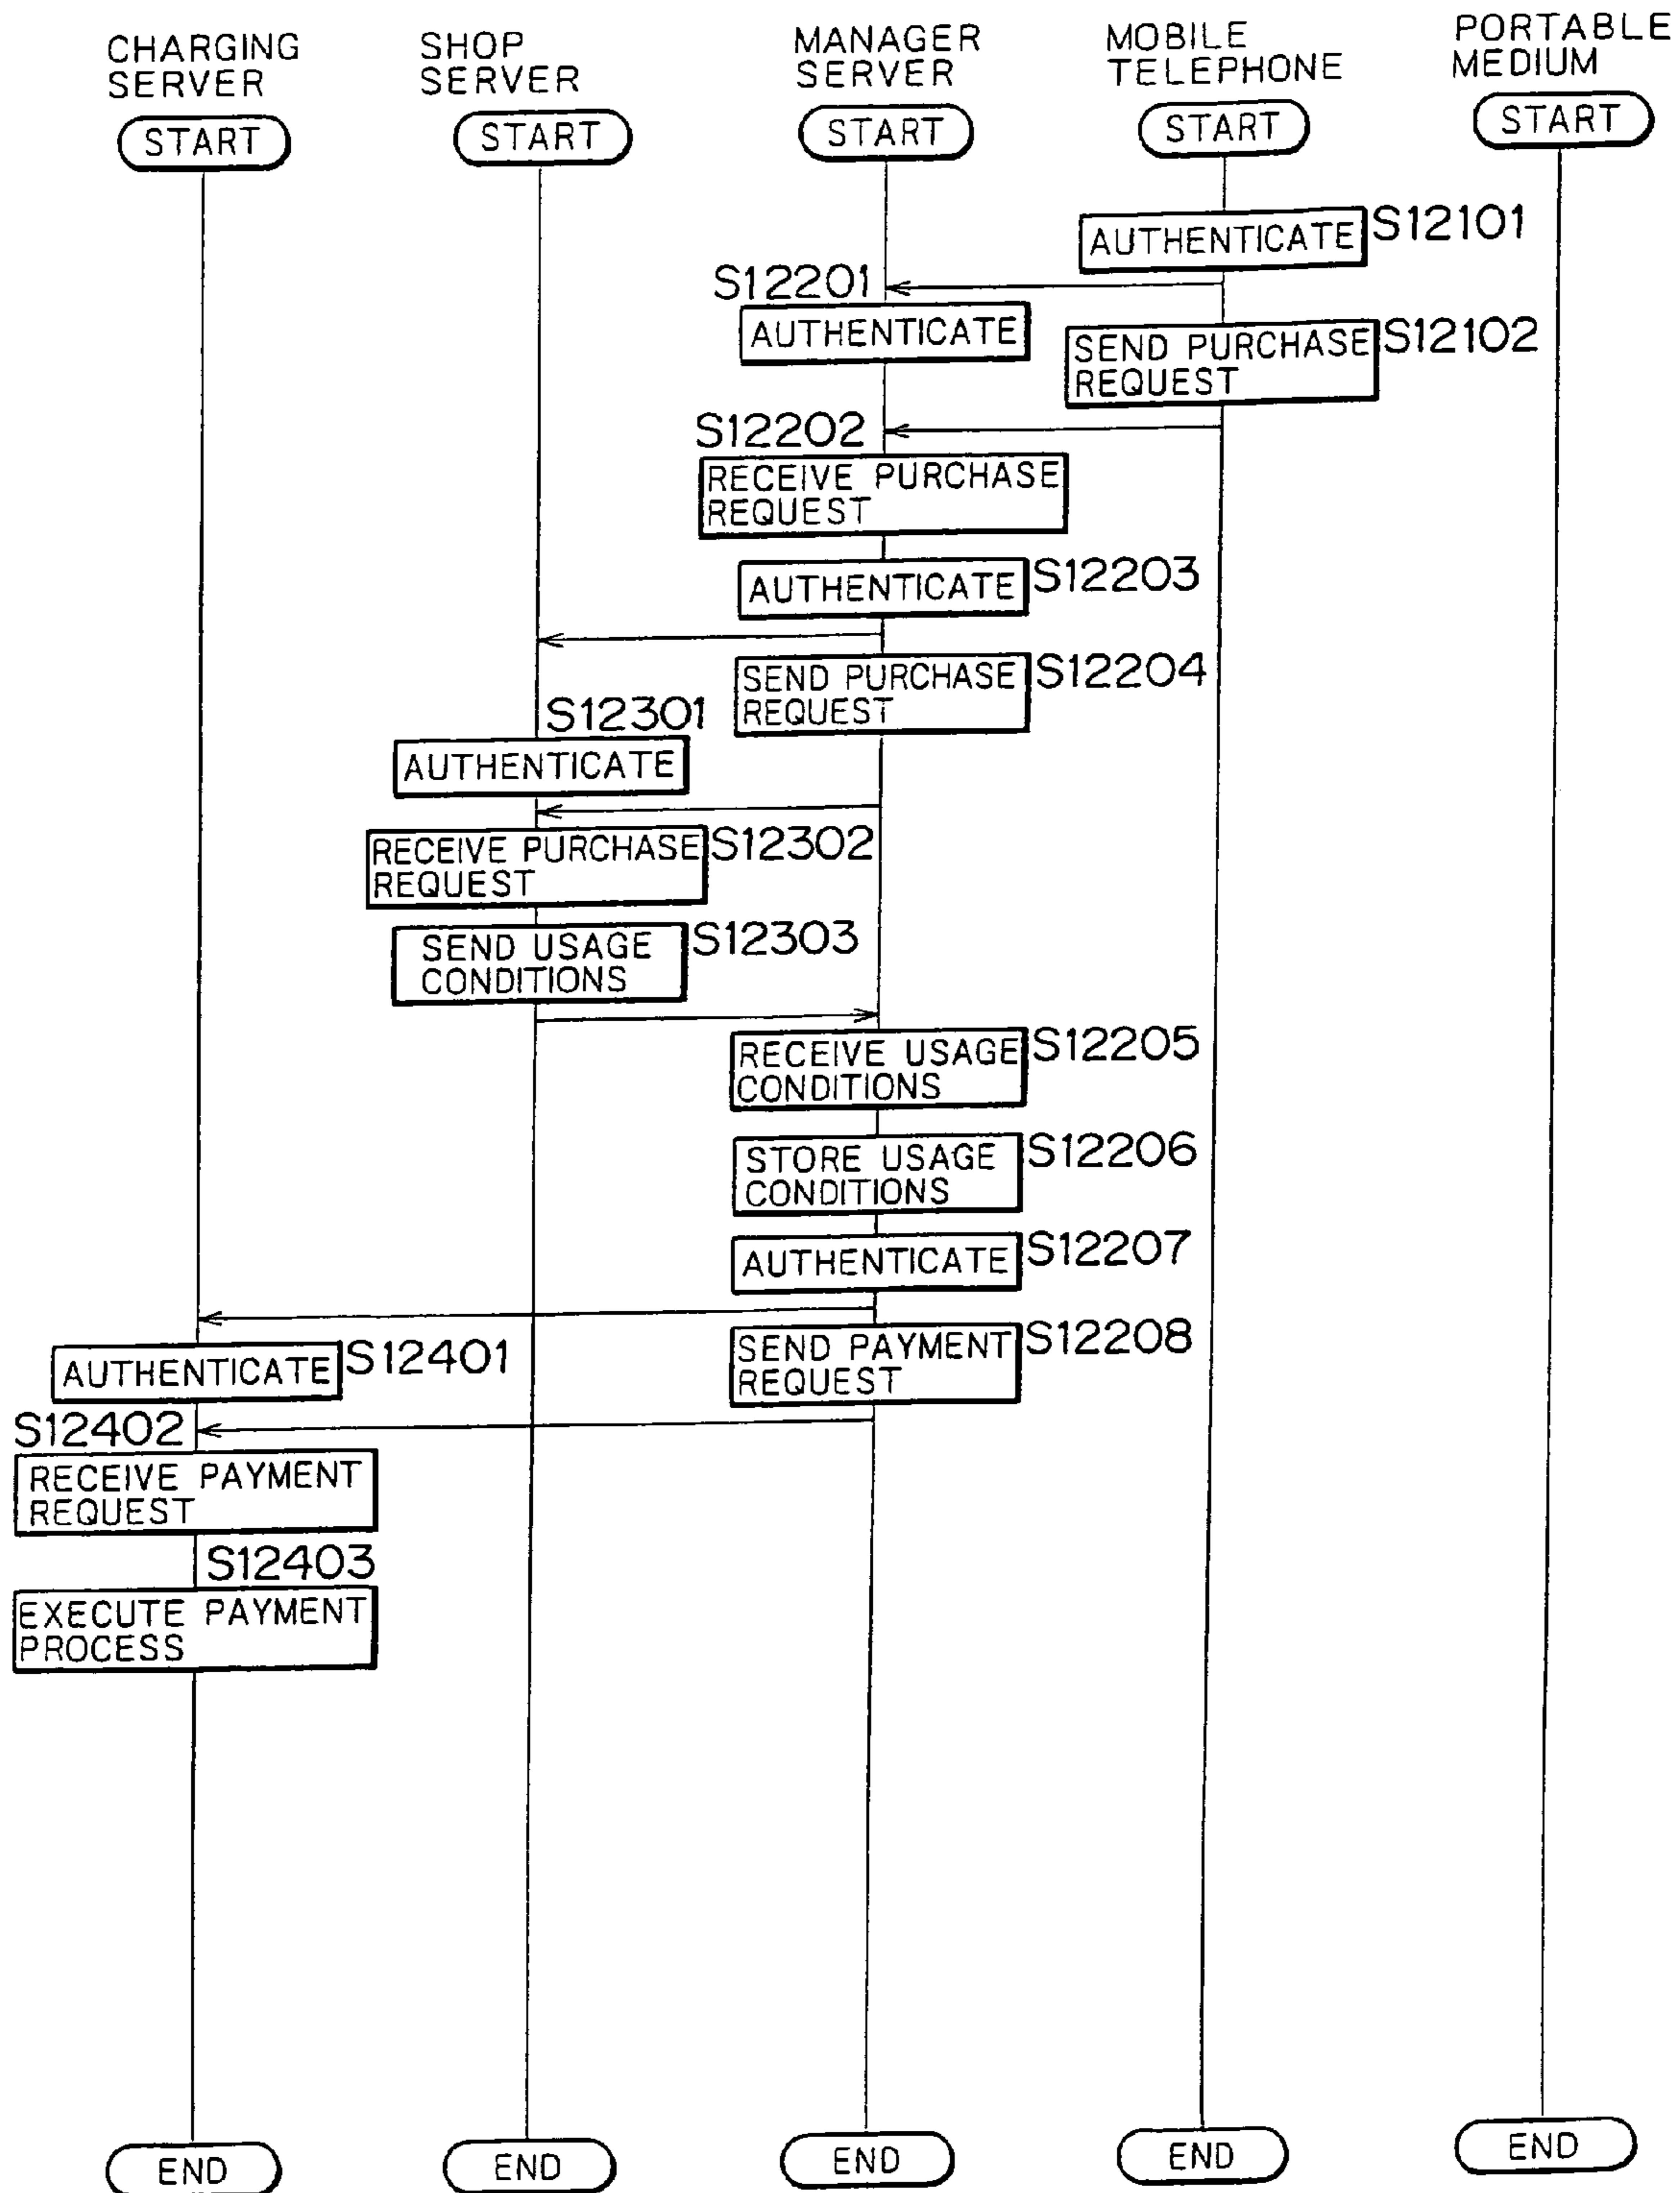 CHARGING
SERVER
SHOP
SERVER
MANAGER
SERVER
MOBILE
TELEPHONE
PORTABLE
MEDIUM
START
START
START
START
START
AUTHENTICATE
S12101
S12201
AUTHENTICATE
SEND PURCHASE
REQUEST
S12102
S12202
RECEIVE PURCHASE
REQUEST
AUTHENTICATE
S12203
SEND PURCHASE
REQUEST
S12204
S12301
AUTHENTICATE
RECEIVE PURCHASE
REQUEST
S12302
SEND USAGE
CONDITIONS
S12303
RECEIVE USAGE
CONDITIONS
S12205
STORE USAGE
CONDITIONS
S12206
AUTHENTICATE
S12207
AUTHENTICATE
S12401
SEND PAYMENT
REQUEST
S12208
S12402
RECEIVE PAYMENT
REQUEST
S12403
EXECUTE PAYMENT
PROCESS
END
END
END
END
END